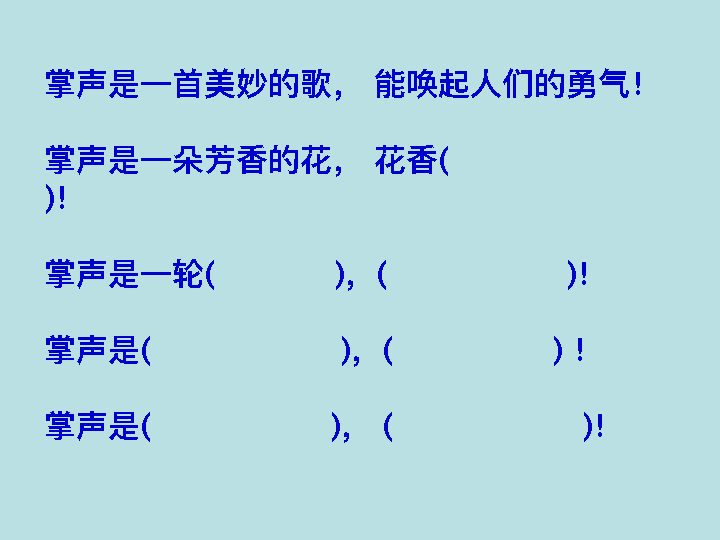 掌声是一首美妙的歌， 能唤起人们的勇气！
掌声是一朵芳香的花， 花香(
)!
掌声是一轮( ), ( )!
掌声是( ), ( ) !
掌声是( ), ( )!